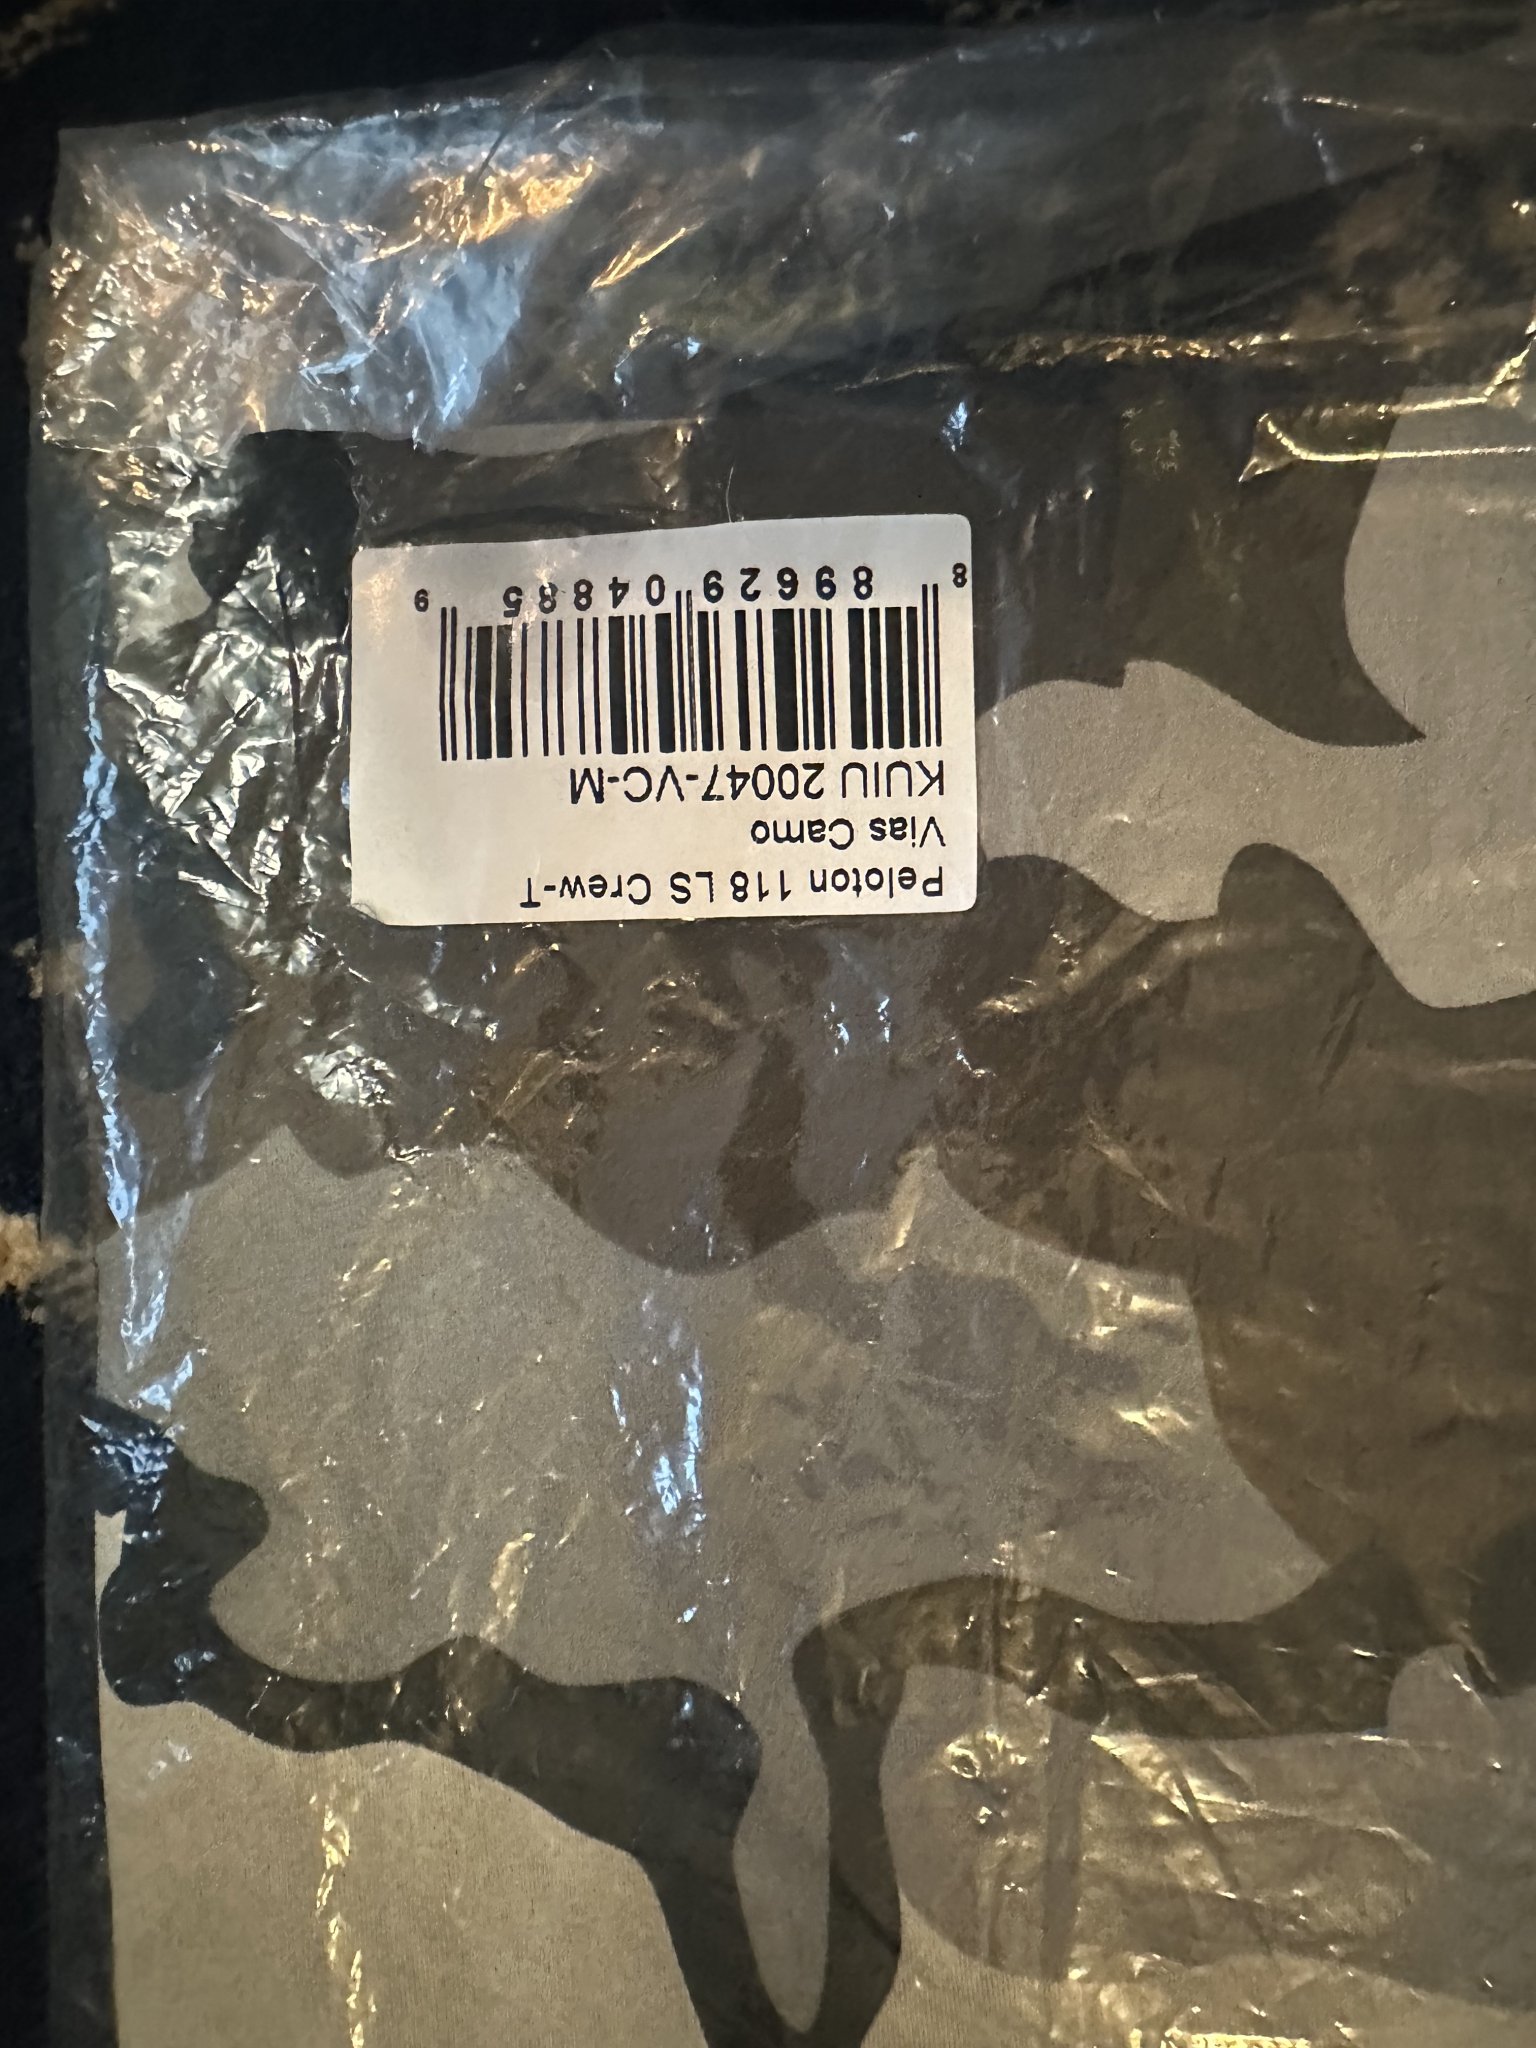 Peloton 118 LS Crew-T
Vias Camo
KUIU 20047-VC-M
8 89629 04885 9